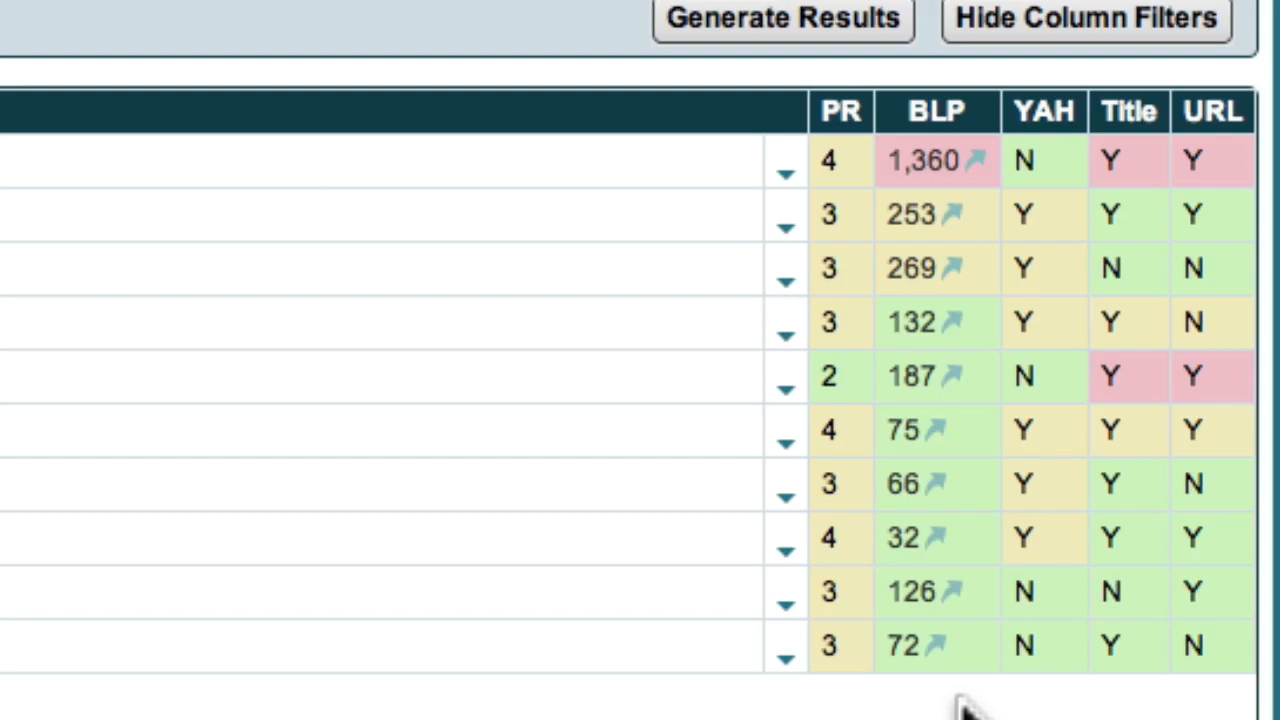 Generate Results Hide Column Filters
PR BLP YAH Title URL
4 1,360 N Y Y
3 253 Y Y Y
3 269 Y N N
3 132 Y Y N
2 187 N Y Y
4 75 Y Y Y
3 66 Y Y N
4 32 Y Y Y
3 126 N N Y
3 72 N Y N